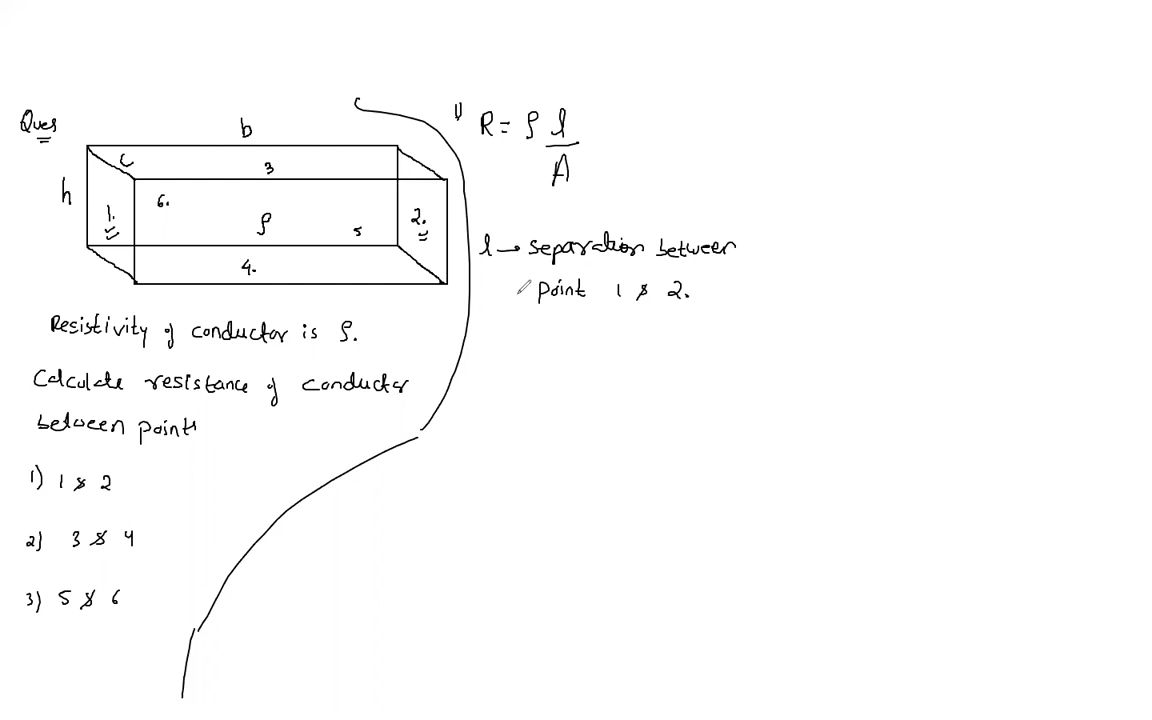 Ques
b
c
3
h
6.
1.
ρ
2.
5
4.
Resistivity of conductor is ρ.
Calculate resistance of conductor
between points
1) 1 & 2
2) 3 & 4
3) 5 & 6
1) R = ρ l / A
l → separation between
point 1 & 2.